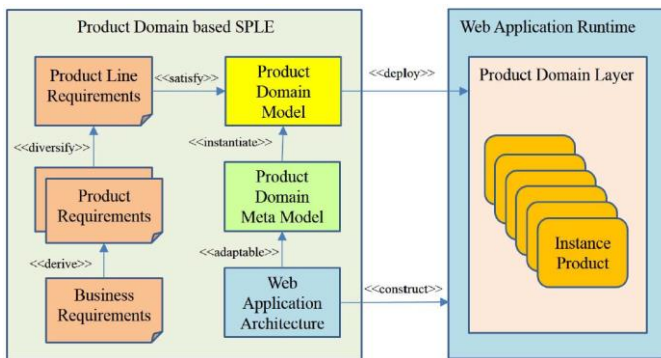 Product Domain based SPLE
Web Application Runtime
Product Line
Requirements
<<satisfy>>
Product
Domain
Model
<<deploy>>
Product Domain Layer
<<diversify>>
<<instantiate>>
Product
Requirements
Product
Domain
Meta Model
<<derive>>
<<adaptable>>
Instance
Product
Business
Requirements
Web
Application
Architecture
<<construct>>